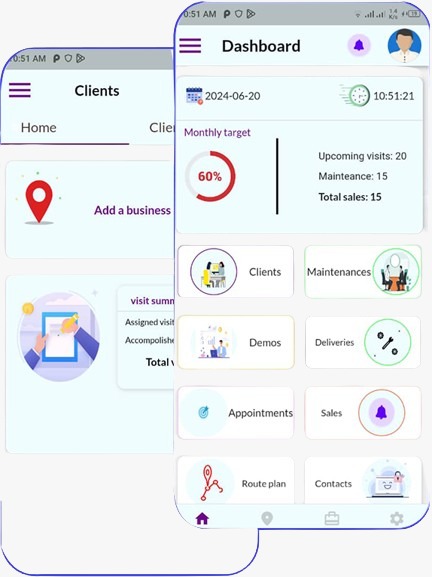 0:51 AM
Clients
Home
Clie
Add a business
visit sum
Assigned visit
Accomplishe
Total v
0:51 AM
Dashboard
2024-06-20
10:51:21
Monthly target
60%
Upcoming visits: 20
Mainteance: 15
Total sales: 15
Clients
Maintenances
Demos
Deliveries
Appointments
Sales
Route plan
Contacts